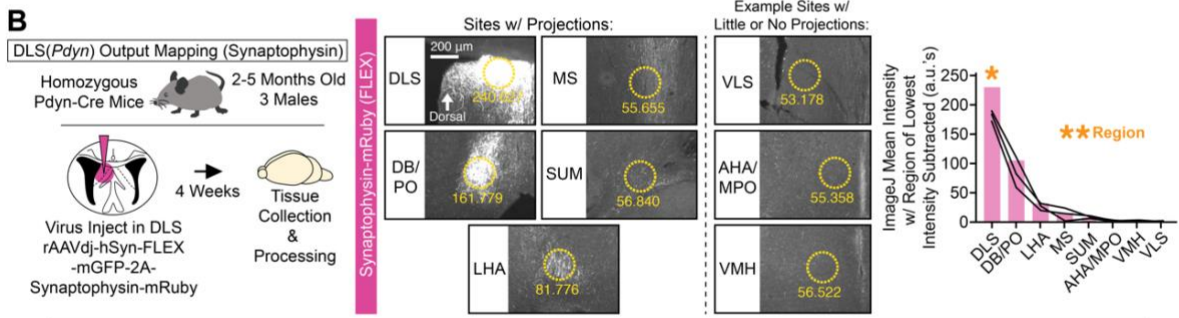 B
DLS(Pdyn) Output Mapping (Synaptophysin)
Homozygous
Pdyn-Cre Mice
2-5 Months Old
3 Males
4 Weeks
Virus Inject in DLS
rAAVdj-hSyn-FLEX
-mGFP-2A-
Synaptophysin-mRuby
Tissue
Collection
&
Processing
Synaptophysin-mRuby (FLEX)
Sites w/ Projections:
DLS
200 μm
Dorsal
MS
55.655
DB/
PO
161.779
SUM
56.840
LHA
81.776
Example Sites w/
Little or No Projections:
VLS
53.178
AHA/
MPO
55.358
VMH
56.522
ImageJ Mean Intensity
w/ Region of Lowest
Intensity Subtracted (a.u.'s)
250
200
150
100
50
0
*
**Region
DLS
DB/PO
LHA
MS
SUM
AHA/MPO
VMH
VLS